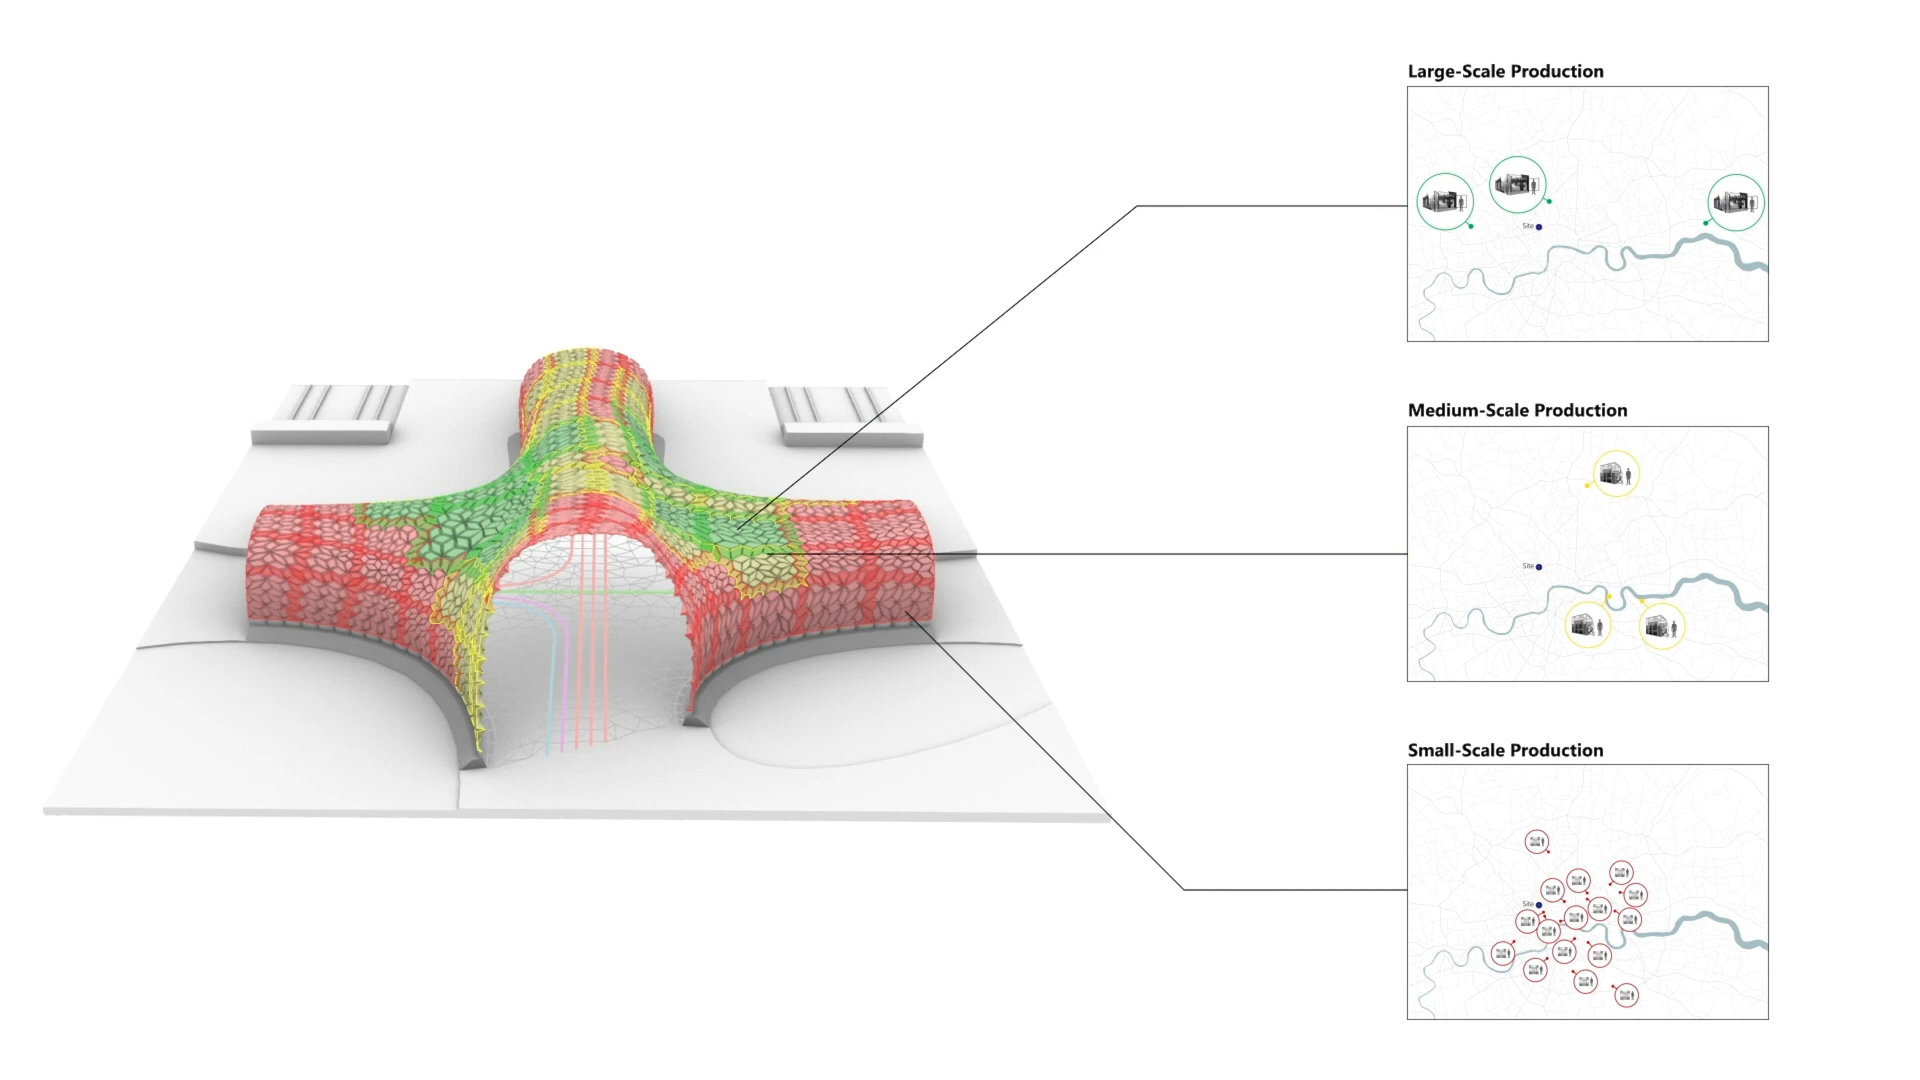 Large-Scale Production
Site
Medium-Scale Production
Site
Small-Scale Production
Site